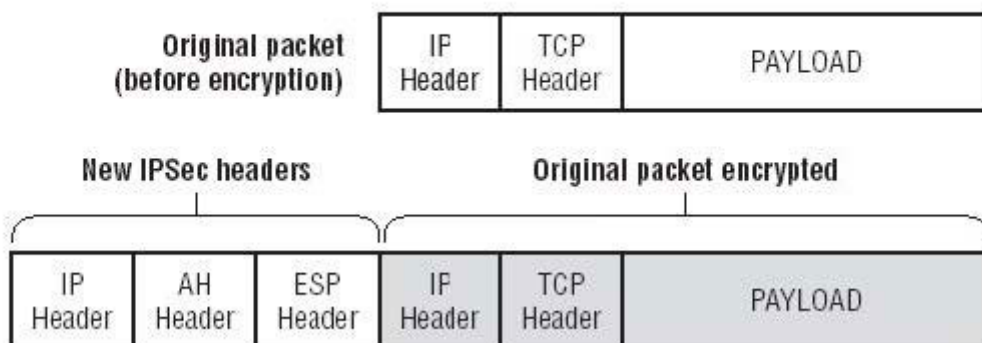 Original packet
(before encryption)
IP
Header
TCP
Header
PAYLOAD
New IPSec headers
Original packet encrypted
IP
Header
AH
Header
ESP
Header
IP
Header
TCP
Header
PAYLOAD